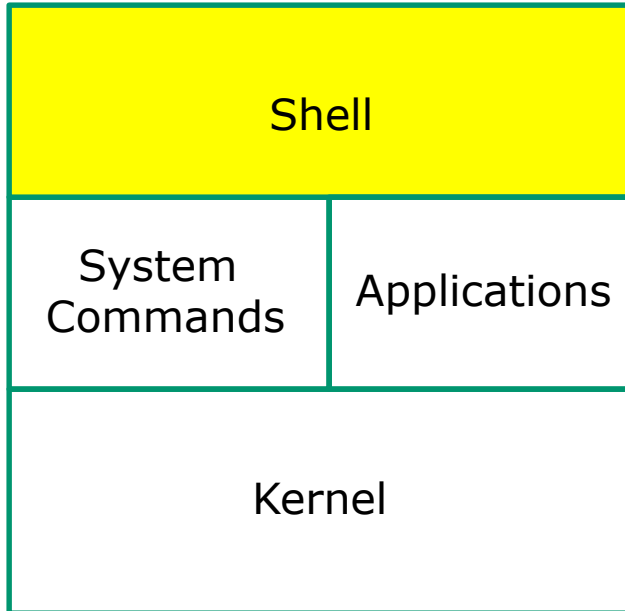 Shell
System
Commands
Applications
Kernel